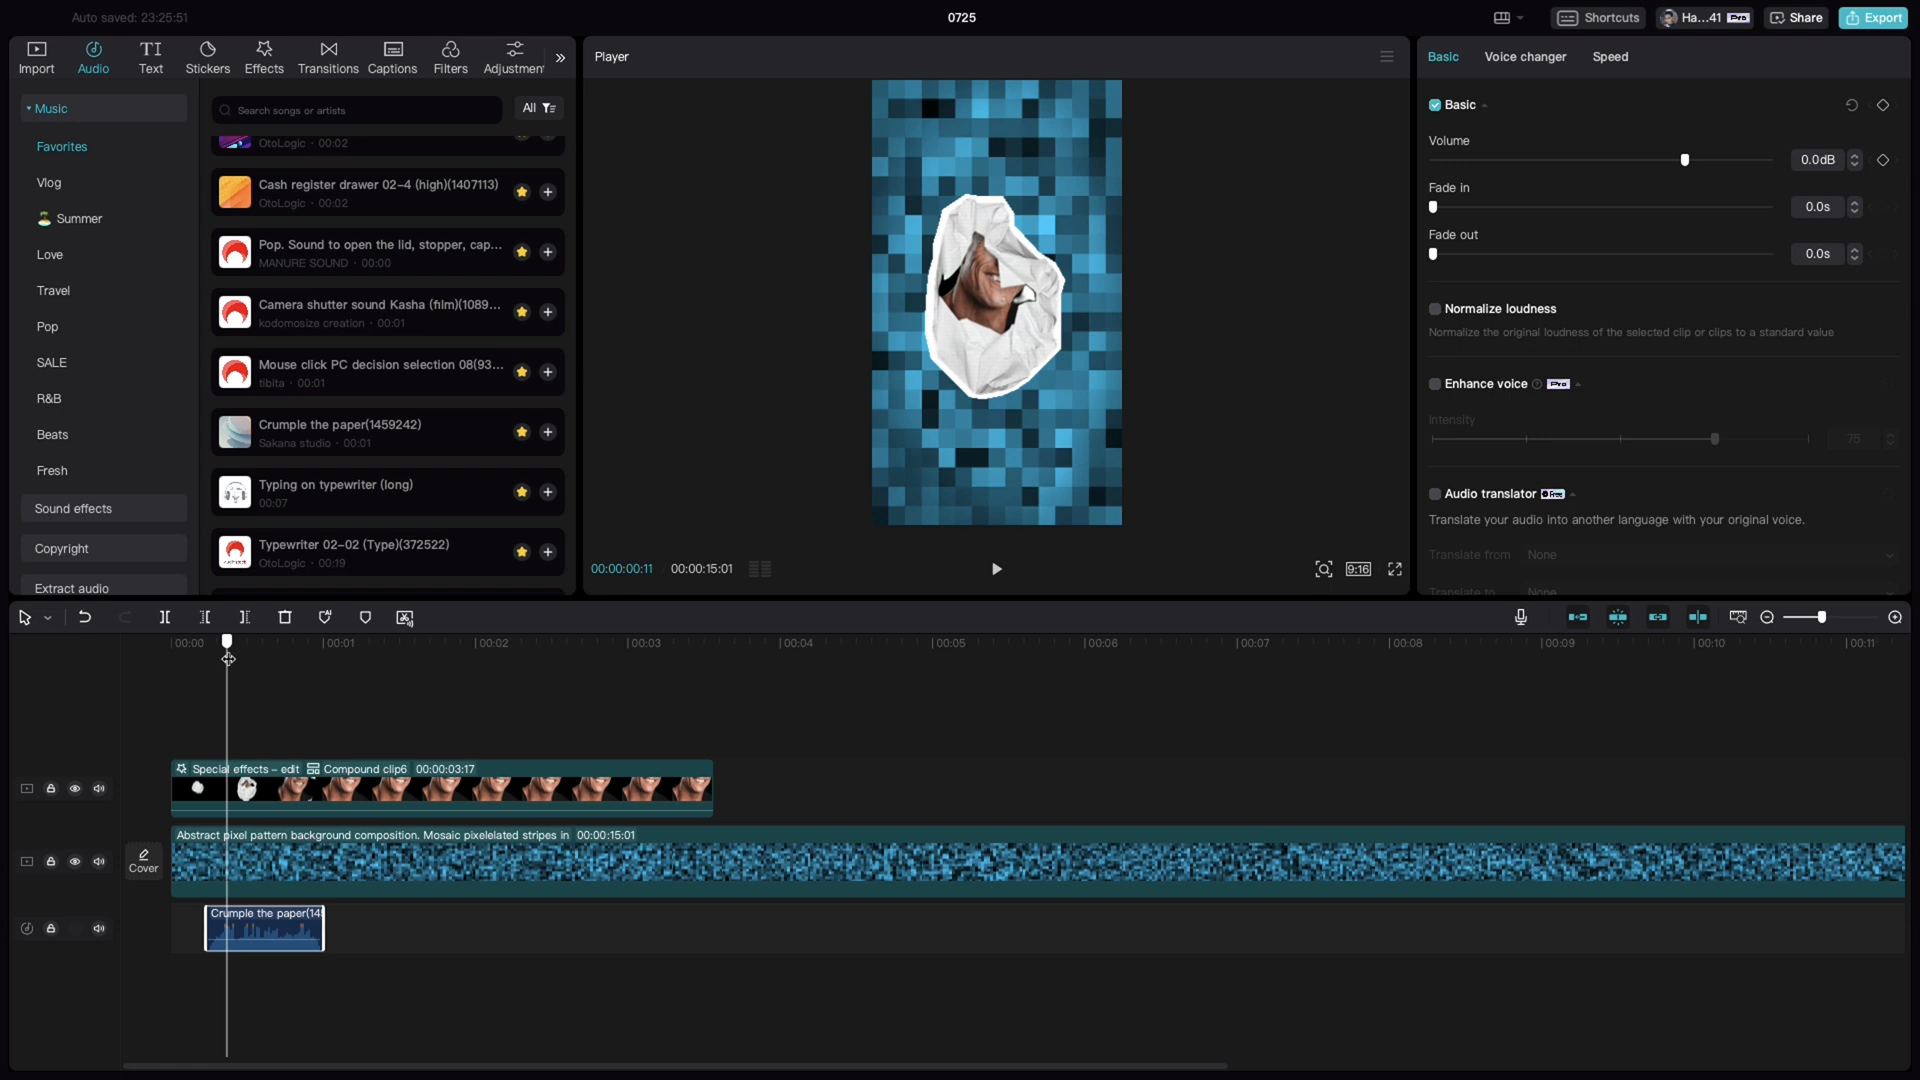 Auto saved: 23:25:51
0725
Shortcuts
Ha...41 Pro
Share
Export
Import
Audio
Text
Stickers
Effects
Transitions
Captions
Filters
Adjustment
Music
Favorites
Vlog
Summer
Love
Travel
Pop
SALE
R&B
Beats
Fresh
Sound effects
Copyright
Extract audio
Search songs or artists
All
OtoLogic · 00:02
Cash register drawer 02-4 (high)(1407113)
OtoLogic · 00:02
Pop. Sound to open the lid, stopper, cap...
MANURE SOUND · 00:00
Camera shutter sound Kasha (film)(1089...
kodomosize creation · 00:01
Mouse click PC decision selection 08(93...
tibita · 00:01
Crumple the paper(1459242)
Sakana studio · 00:01
Typing on typewriter (long)
00:07
Typewriter 02-02 (Type)(372522)
OtoLogic · 00:19
Player
00:00:00:11
00:00:15:01
9:16
Basic
Voice changer
Speed
Basic
Volume
0.0dB
Fade in
0.0s
Fade out
0.0s
Normalize loudness
Normalize the original loudness of the selected clip or clips to a standard value
Enhance voice Pro
Intensity
75
Audio translator Free
Translate your audio into another language with your original voice.
Translate from None
Translate to None
00:00
00:01
00:02
00:03
00:04
00:05
00:06
00:07
00:08
00:09
00:10
00:11
Special effects – edit Compound clip6 00:00:03:17
Cover
Abstract pixel pattern background composition. Mosaic pixelelated stripes in 00:00:15:01
Crumple the paper(14